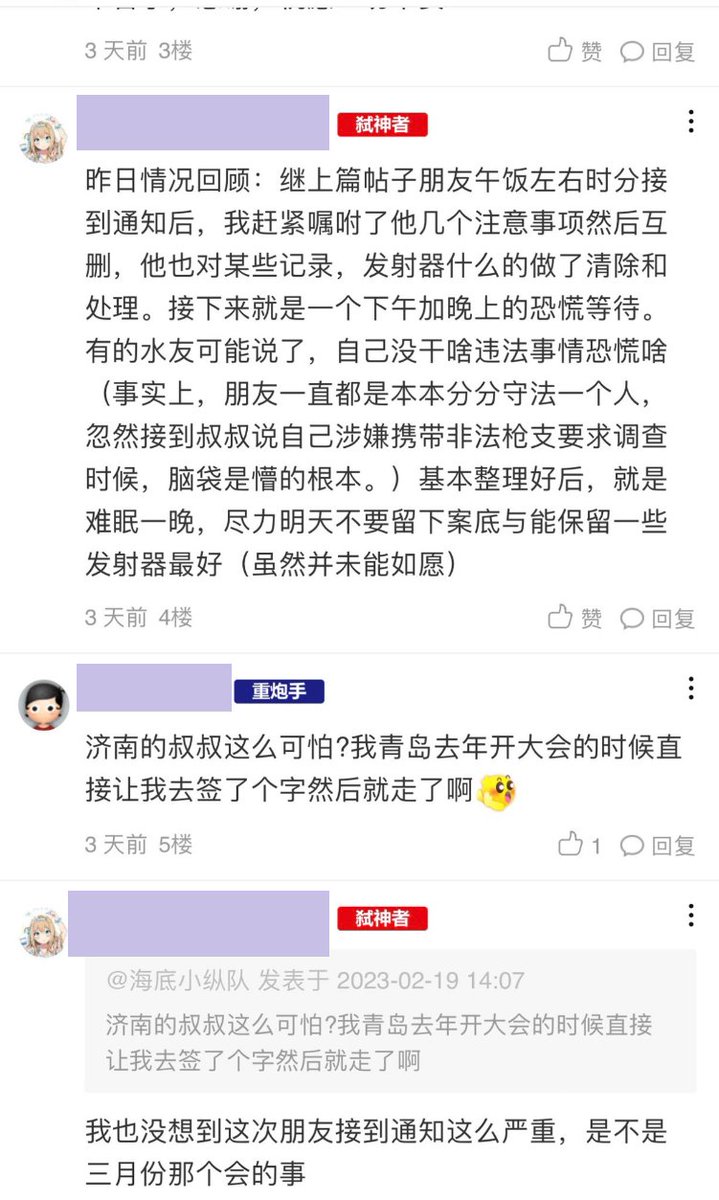 3 天前 3楼
赞 回复
弑神者
昨日情况回顾：继上篇帖子朋友午饭左右时分接
到通知后，我赶紧嘱咐了他几个注意事项然后互
删，他也对某些记录，发射器什么的做了清除和
处理。接下来就是一个下午加晚上的恐慌等待。
有的水友可能说了，自己没干啥违法事情恐慌啥
（事实上，朋友一直都是本本分分守法一个人，
忽然接到叔叔说自己涉嫌携带非法枪支要求调查
时候，脑袋是懵的根本。）基本整理好后，就是
难眠一晚，尽力明天不要留下案底与能保留一些
发射器最好（虽然并未能如愿）
3 天前 4楼
赞 回复
重炮手
济南的叔叔这么可怕?我青岛去年开大会的时候直
接让我去签了个字然后就走了啊
3 天前 5楼
1 回复
弑神者
@海底小纵队 发表于 2023-02-19 14:07
济南的叔叔这么可怕?我青岛去年开大会的时候直接
让我去签了个字然后就走了啊
我也没想到这次朋友接到通知这么严重，是不是
三月份那个会的事